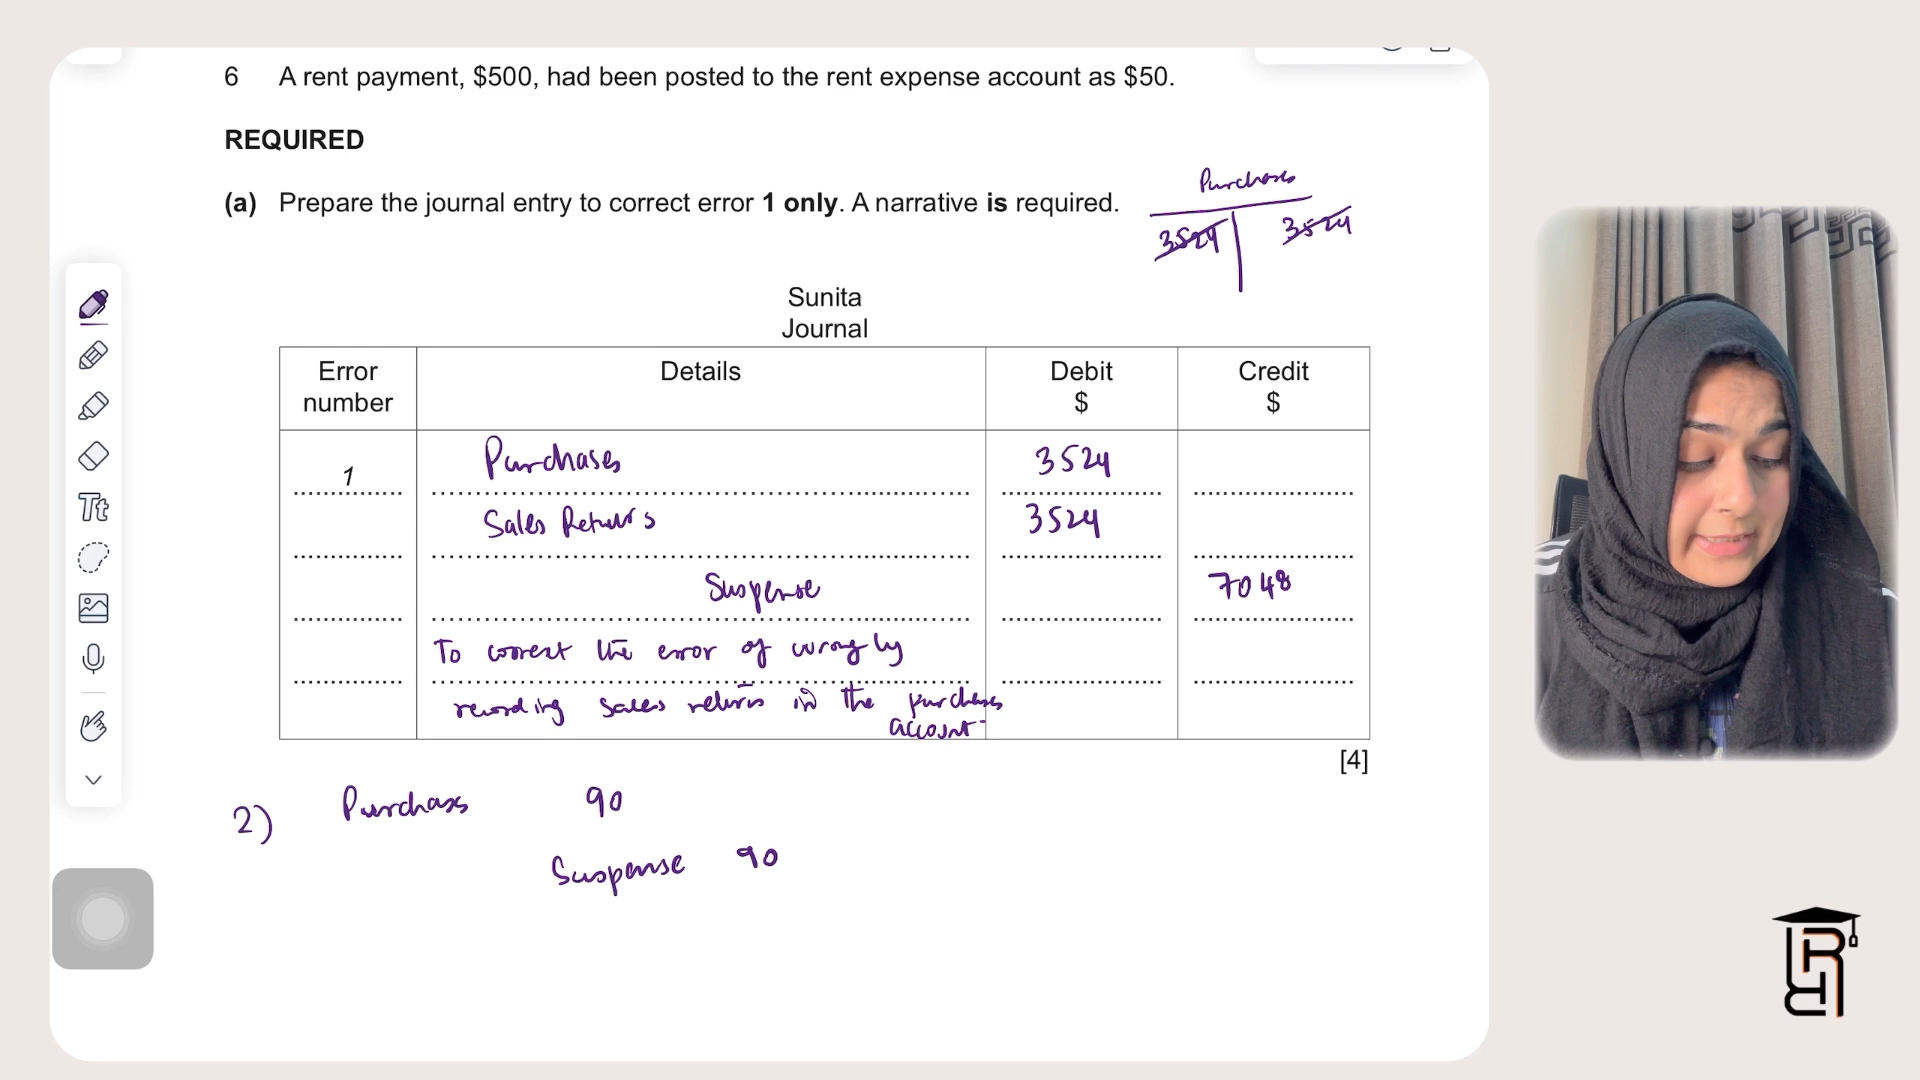 6 A rent payment, $500, had been posted to the rent expense account as $50.
REQUIRED
(a) Prepare the journal entry to correct error 1 only. A narrative is required.
Purchases
3524 3524
Sunita
Journal
Error number Details Debit $ Credit $
1 Purchases 3524
Sales Returns 3524
Suspense 7048
To correct the error of wrongly
recording sales returns in the purchases
account
[4]
2) Purchases 90
Suspense 90
Tt